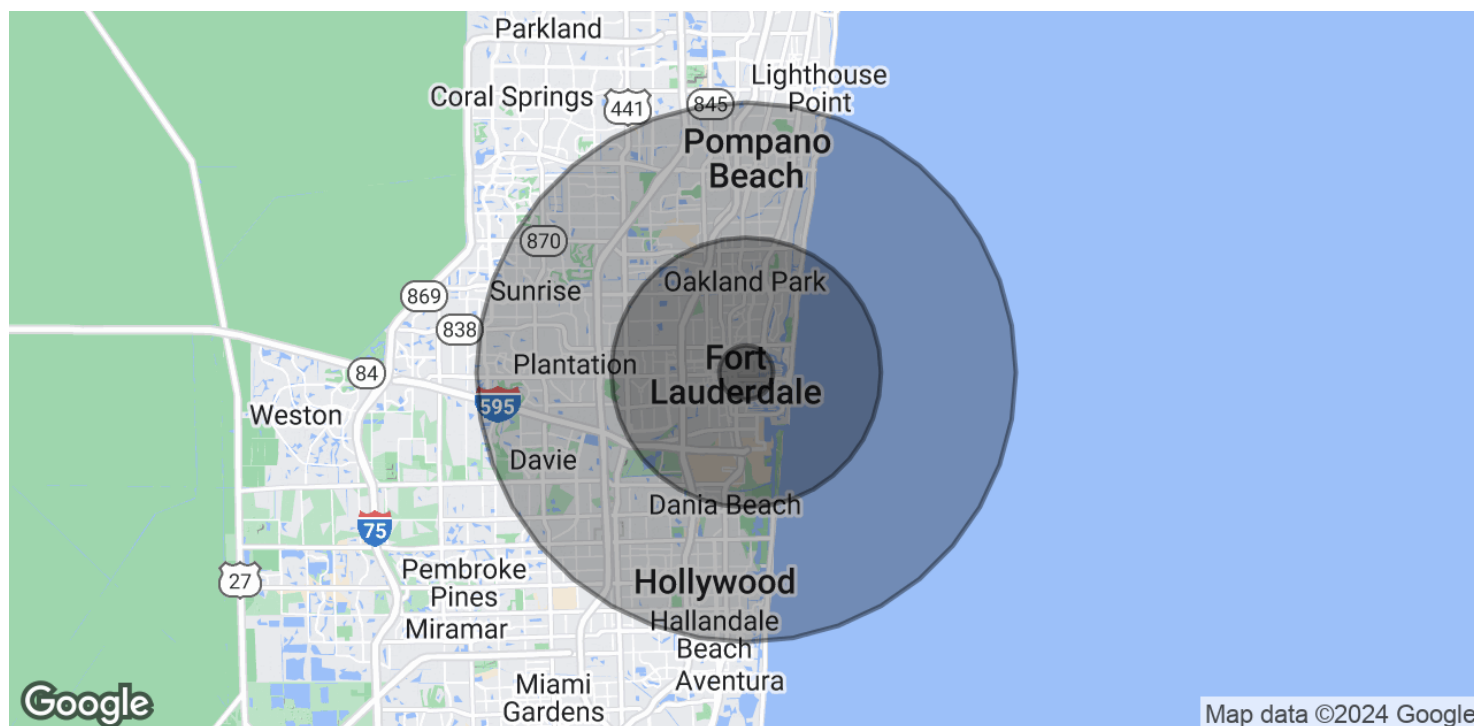 Parkland
Lighthouse
Point
Coral Springs
441
845
Pompano
Beach
870
Oakland Park
Sunrise
869
838
Fort
Lauderdale
Plantation
84
595
Weston
Davie
Dania Beach
75
27
Pembroke
Pines
Hollywood
Miramar
Hallandale
Beach
Aventura
Miami
Gardens
Google
Map data ©2024 Google